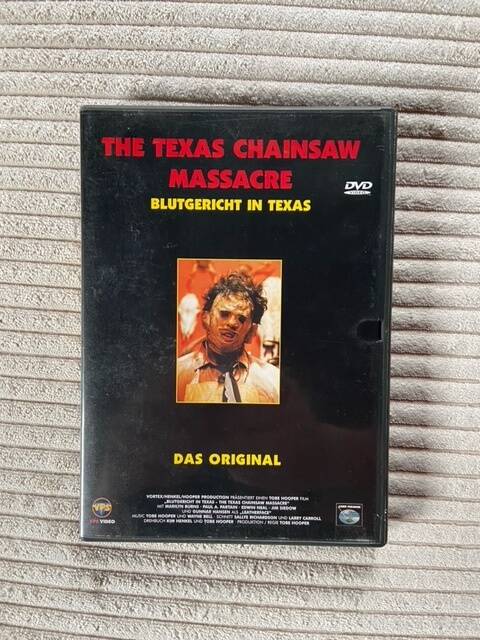 THE TEXAS CHAINSAW
MASSACRE
DVD
VIDEO
BLUTGERICHT IN TEXAS
DAS ORIGINAL
VORTEX/HENKEL/HOOPER PRODUCTION PRÄSENTIERT EINEN TOBE HOOPER FILM
„BLUTGERICHT IN TEXAS - THE TEXAS CHAINSAW MASSACRE"
MIT MARILYN BURNS · PAUL A. PARTAIN · EDWIN NEAL · JIM SIEDOW
UND GUNNAR HANSEN ALS „LEATHERFACE"
MUSIC TOBE HOOPER UND WAYNE BELL · SCHNITT SALLYE RICHARDSON UND LARRY CARROLL
DREHBUCH KIM HENKEL UND TOBE HOOPER · PRODUKTION / REGIE TOBE HOOPER
VPS
VPS VIDEO